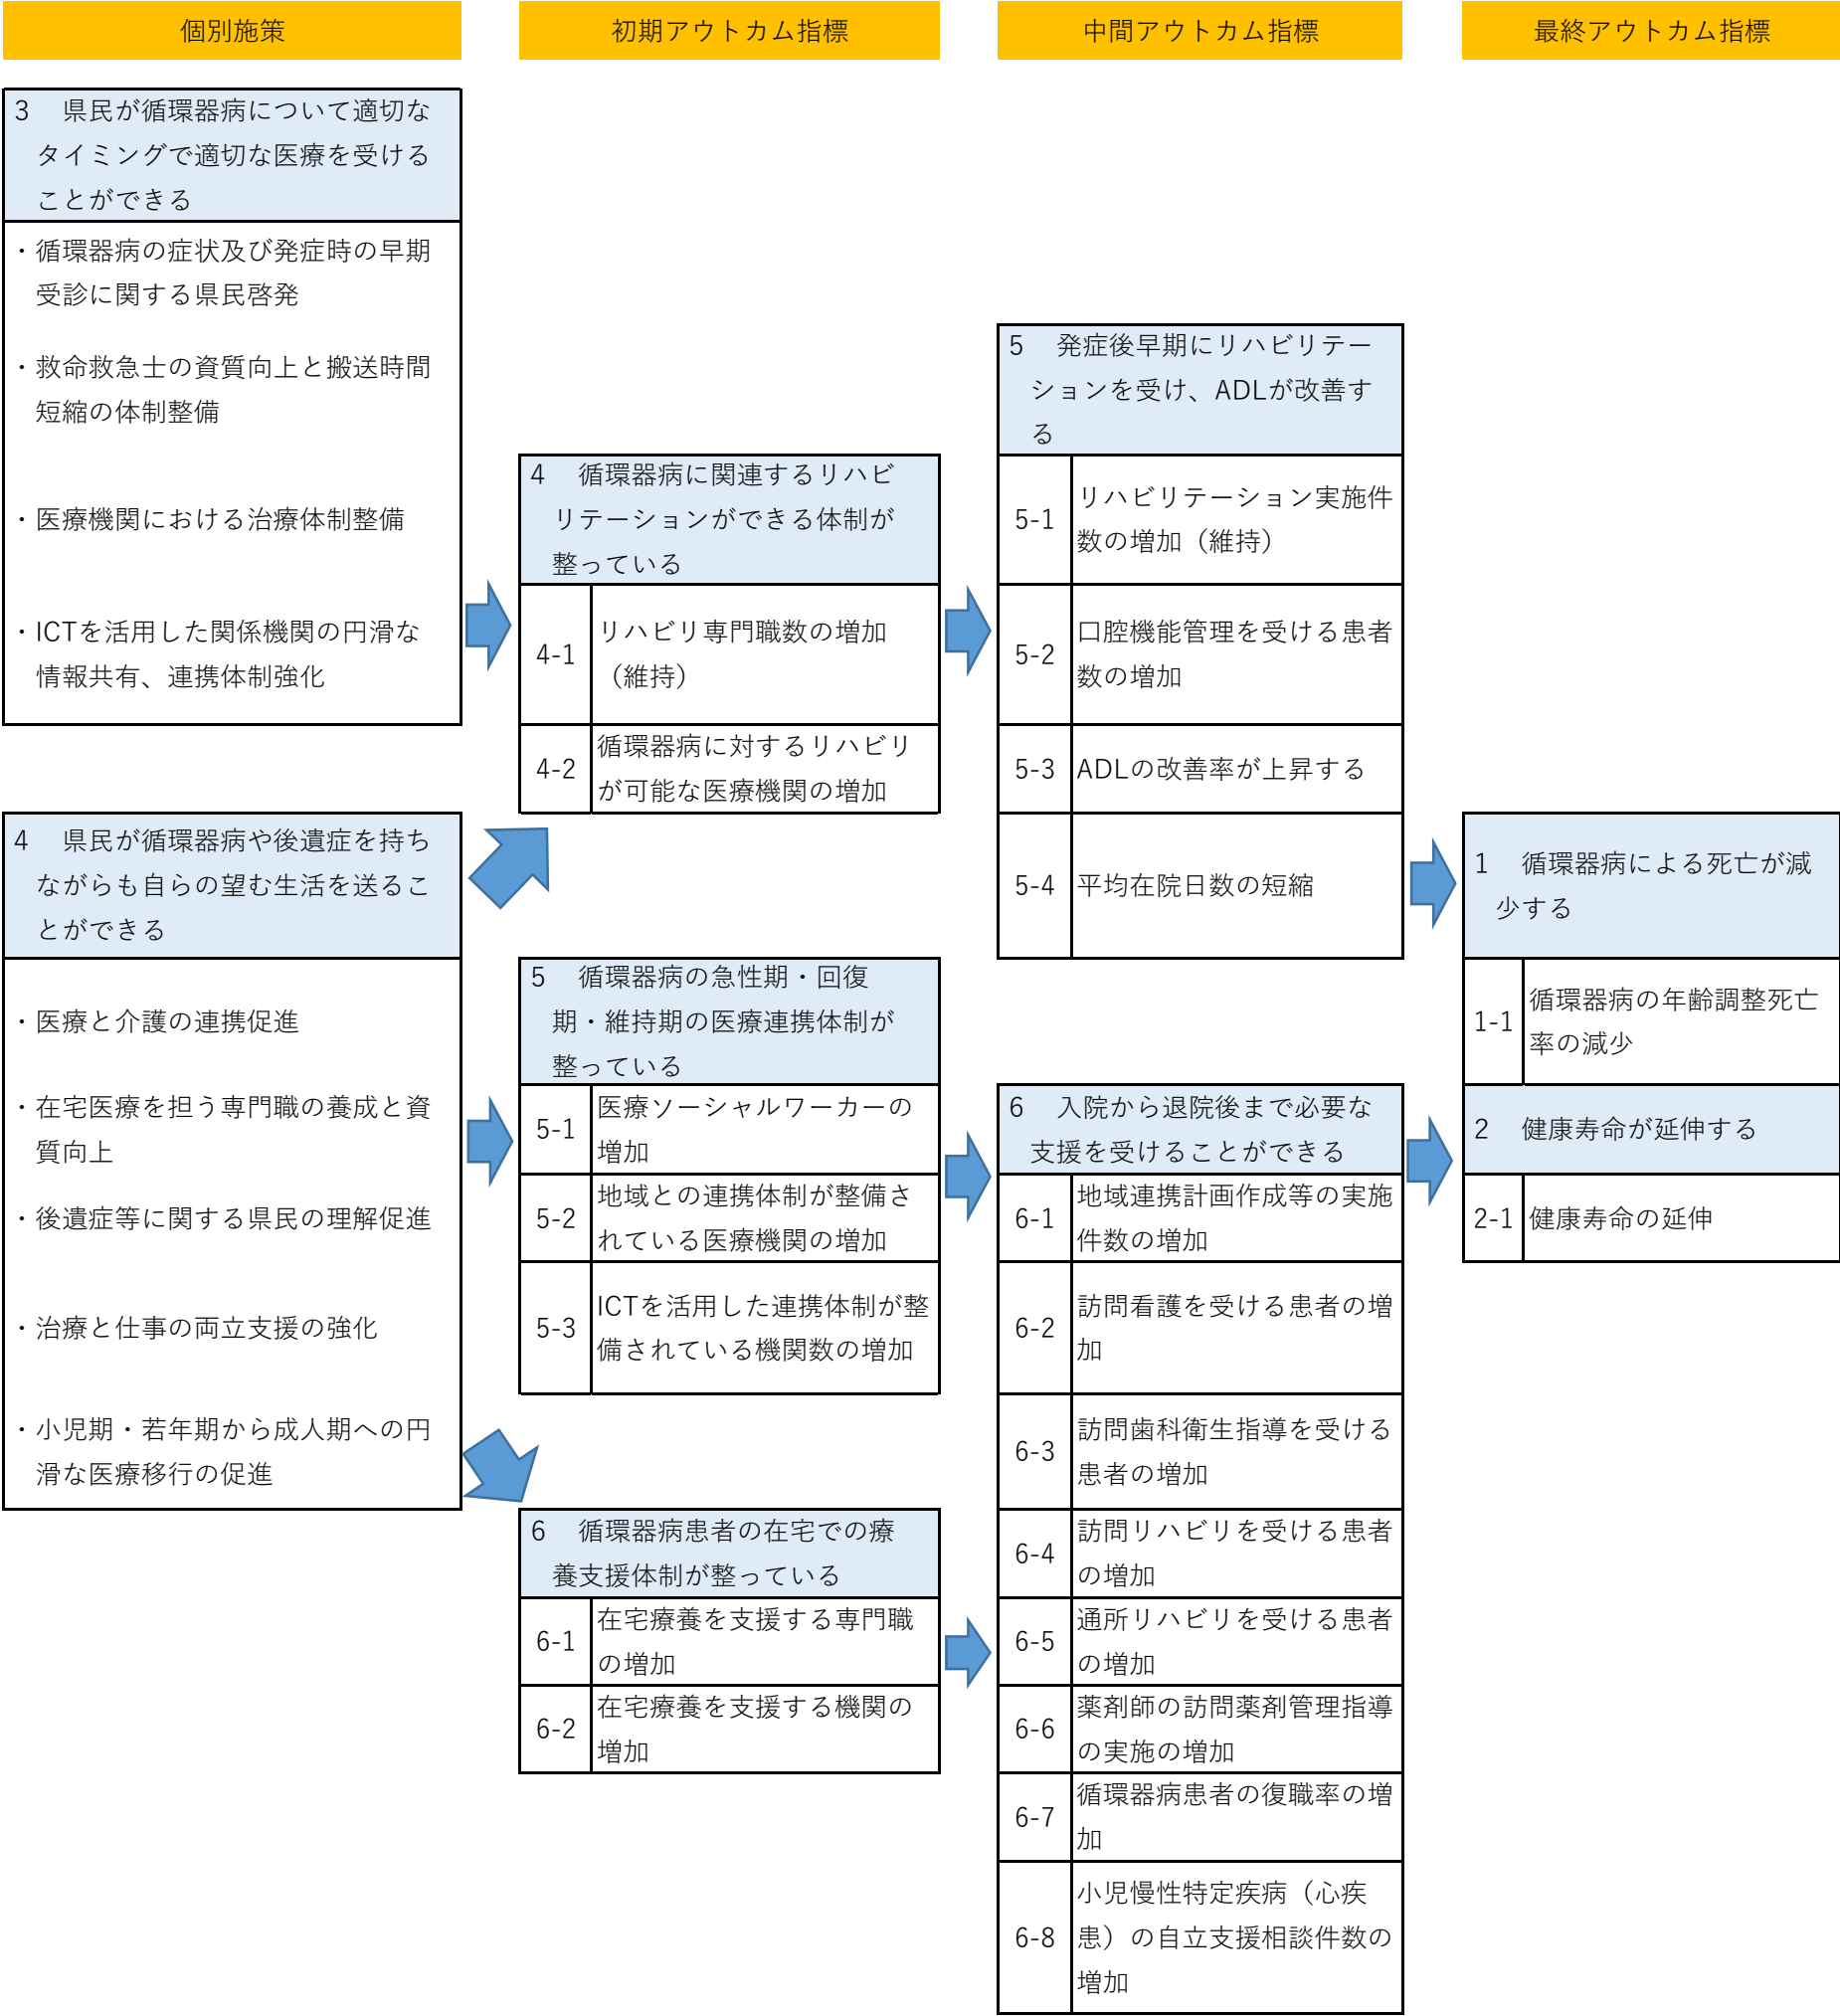 個別施策
初期アウトカム指標
中間アウトカム指標
最終アウトカム指標
3　県民が循環器病について適切な
タイミングで適切な医療を受ける
ことができる
・循環器病の症状及び発症時の早期
受診に関する県民啓発
・救命救急士の資質向上と搬送時間
短縮の体制整備
・医療機関における治療体制整備
・ICTを活用した関係機関の円滑な
情報共有、連携体制強化
4　県民が循環器病や後遺症を持ち
ながらも自らの望む生活を送るこ
とができる
・医療と介護の連携促進
・在宅医療を担う専門職の養成と資
質向上
・後遺症等に関する県民の理解促進
・治療と仕事の両立支援の強化
・小児期・若年期から成人期への円
滑な医療移行の促進
4　循環器病に関連するリハビ
リテーションができる体制が
整っている
4-1 リハビリ専門職数の増加
（維持）
4-2 循環器病に対するリハビリ
が可能な医療機関の増加
5　循環器病の急性期・回復
期・維持期の医療連携体制が
整っている
5-1 医療ソーシャルワーカーの
増加
5-2 地域との連携体制が整備さ
れている医療機関の増加
5-3 ICTを活用した連携体制が整
備されている機関数の増加
6　循環器病患者の在宅での療
養支援体制が整っている
6-1 在宅療養を支援する専門職
の増加
6-2 在宅療養を支援する機関の
増加
5　発症後早期にリハビリテー
ションを受け、ADLが改善す
る
5-1 リハビリテーション実施件
数の増加（維持）
5-2 口腔機能管理を受ける患者
数の増加
5-3 ADLの改善率が上昇する
5-4 平均在院日数の短縮
6　入院から退院後まで必要な
支援を受けることができる
6-1 地域連携計画作成等の実施
件数の増加
6-2 訪問看護を受ける患者の増
加
6-3 訪問歯科衛生指導を受ける
患者の増加
6-4 訪問リハビリを受ける患者
の増加
6-5 通所リハビリを受ける患者
の増加
6-6 薬剤師の訪問薬剤管理指導
の実施の増加
6-7 循環器病患者の復職率の増
加
6-8 小児慢性特定疾病（心疾
患）の自立支援相談件数の
増加
1　循環器病による死亡が減
少する
1-1 循環器病の年齢調整死亡
率の減少
2　健康寿命が延伸する
2-1 健康寿命の延伸